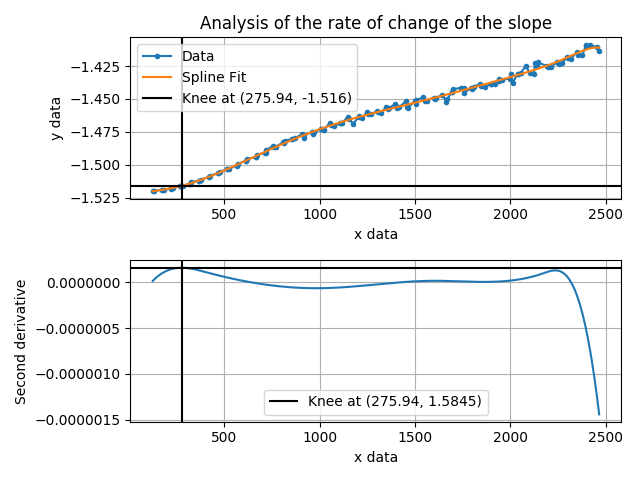 Analysis of the rate of change of the slope
Data
Spline Fit
Knee at (275.94, -1.516)
y data
−1.425
−1.450
−1.475
−1.500
−1.525
500
1000
1500
2000
2500
x data
Second derivative
0.0000000
−0.0000005
−0.0000010
−0.0000015
Knee at (275.94, 1.5845)
500
1000
1500
2000
2500
x data